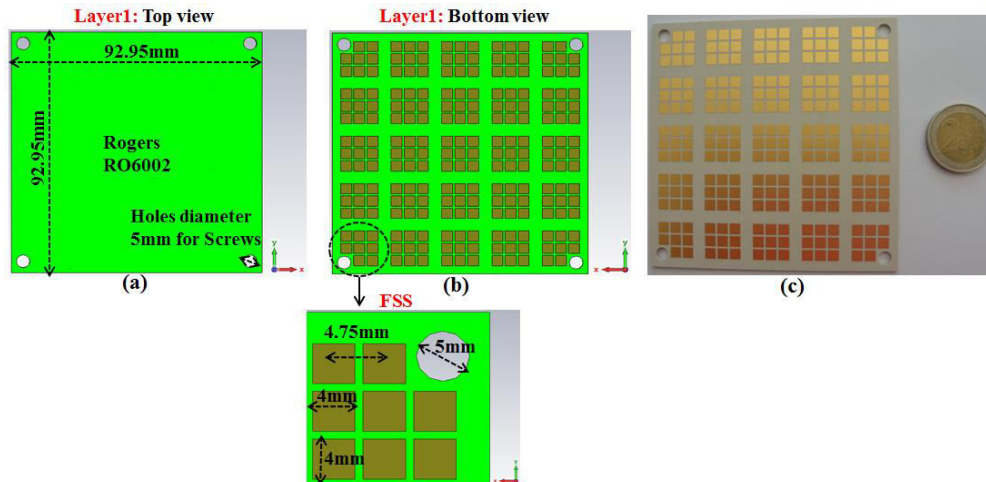 Layer1: Top view
92.95mm
92.95mm
Rogers
RO6002
Holes diameter
5mm for Screws
y
x
(a)
Layer1: Bottom view
y
x
(b)
(c)
FSS
4.75mm
5mm
4mm
4mm
y
x